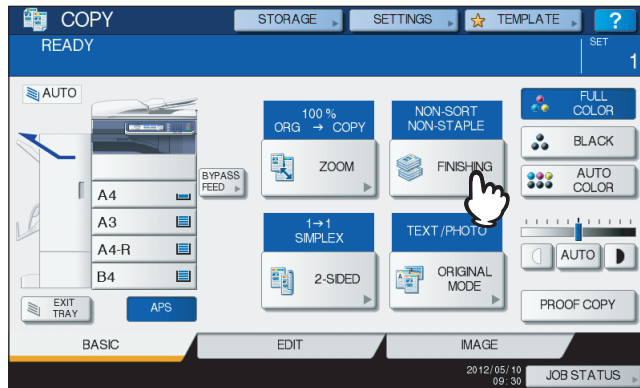 COPY
STORAGE
SETTINGS
TEMPLATE
?
READY
SET
1
AUTO
BYPASS
FEED
A4
A3
A4-R
B4
EXIT
TRAY
APS
100 %
ORG → COPY
ZOOM
NON-SORT
NON-STAPLE
FINISHING
1→1
SIMPLEX
2-SIDED
TEXT/PHOTO
ORIGINAL
MODE
FULL
COLOR
BLACK
AUTO
COLOR
AUTO
PROOF COPY
BASIC
EDIT
IMAGE
2012/05/10
09:30
JOB STATUS